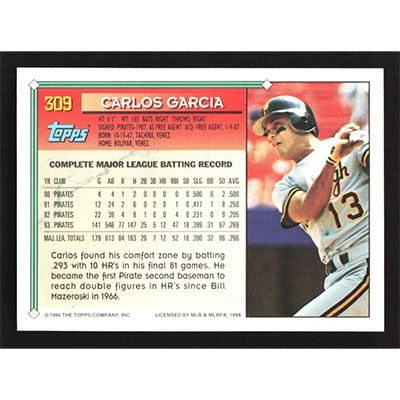 309
CARLOS GARCIA
Topps
HT: 6'1" WT: 185 BATS: RIGHT THROWS: RIGHT
SIGNED: PIRATES-1987, AS FREE AGENT ACQ: FREE AGENT, 1-9-87
BORN: 10-15-67, TACHIRA, VENEZ.
HOME: BOLIVAR, VENEZ.
COMPLETE MAJOR LEAGUE BATTING RECORD
YR CLUB G AB R H 2B 3B HR RBI SB SLG BB SO AVG
90 PIRATES 4 4 1 2 0 0 0 0 0 .500 0 2 .500
91 PIRATES 12 24 2 6 0 2 0 1 0 .417 1 8 .250
92 PIRATES 22 39 4 8 1 0 0 4 0 .231 0 9 .205
93 PIRATES 141 546 77 147 25 5 12 47 18 .399 31 67 .269
MAJ. LEA. TOTALS 179 613 84 163 26 7 12 52 18 .390 32 86 .266
Carlos found his comfort zone by batting
.293 with 10 HR's in his final 81 games. He
became the first Pirate second baseman to
reach double figures in HR's since Bill
Mazeroski in 1966.
© 1994 THE TOPPS COMPANY, INC.
LICENSED BY MLB & MLBPA, 1994
gh
13